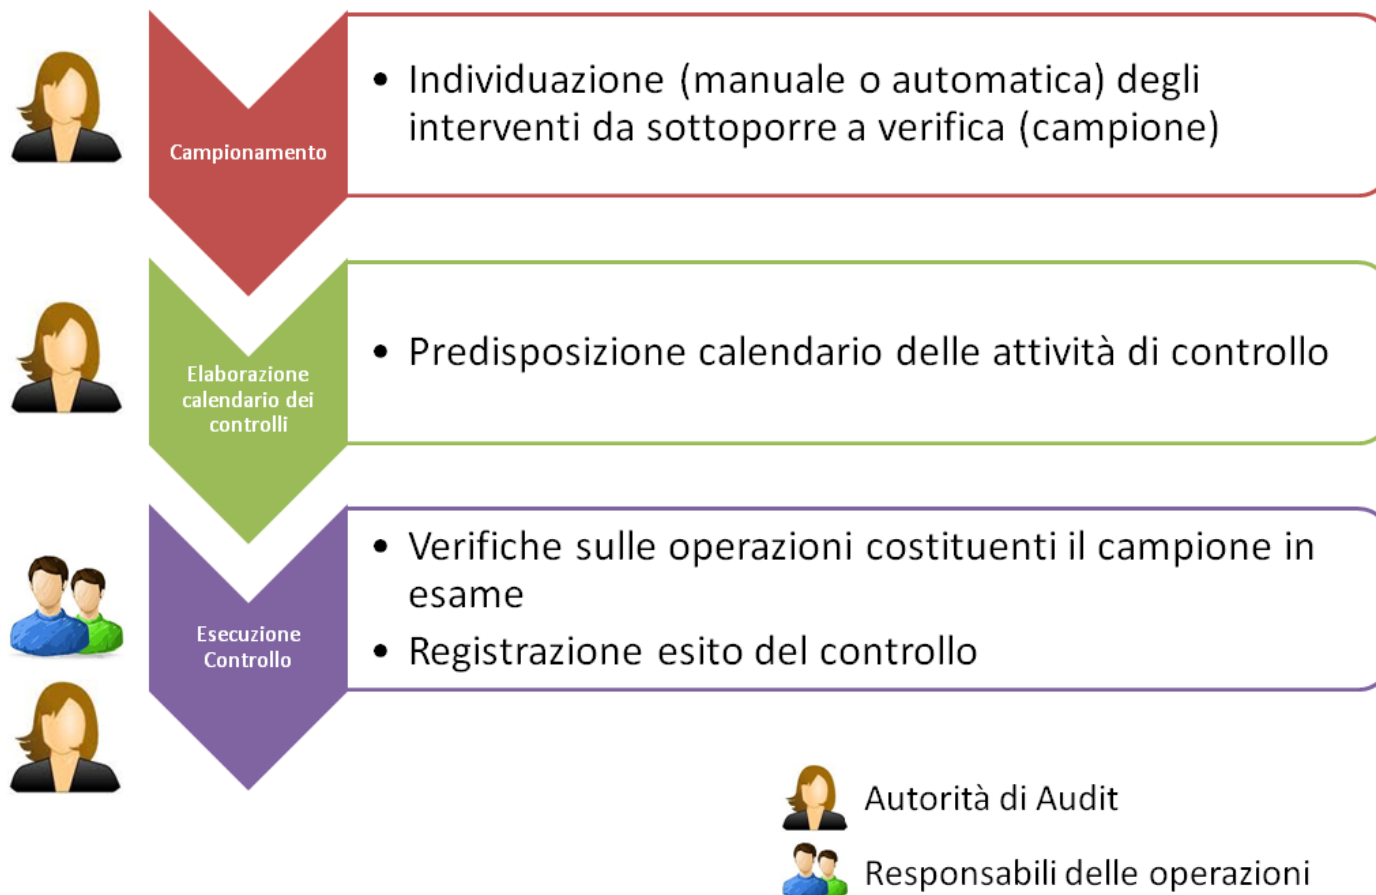 Campionamento
• Individuazione (manuale o automatica) degli
interventi da sottoporre a verifica (campione)
Elaborazione
calendario dei
controlli
• Predisposizione calendario delle attività di controllo
Esecuzione
Controllo
• Verifiche sulle operazioni costituenti il campione in
esame
• Registrazione esito del controllo
Autorità di Audit
Responsabili delle operazioni